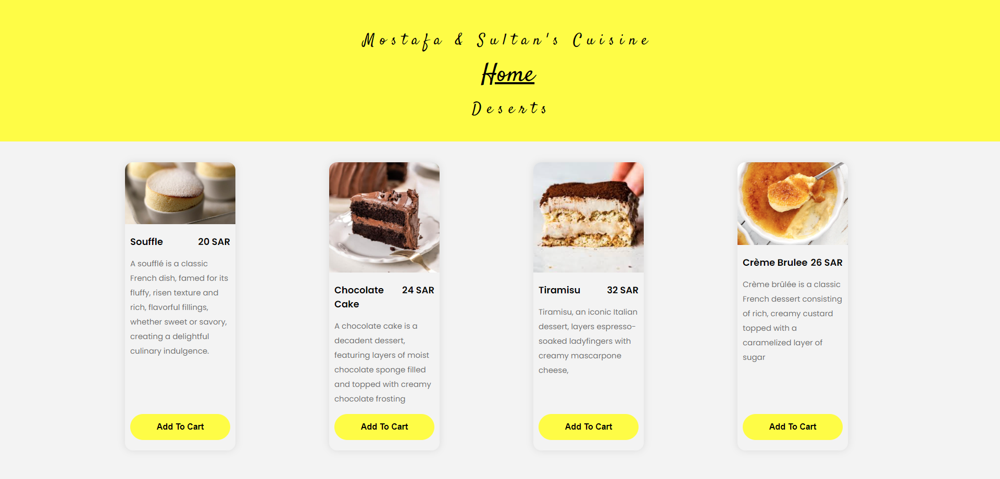 Mostafa & Sultan's Cuisine
Home
Deserts
Souffle 20 SAR
A soufflé is a classic
French dish, famed for its
fluffy, risen texture and
rich, flavorful fillings,
whether sweet or savory,
creating a delightful
culinary indulgence.
Add To Cart
Chocolate 24 SAR
Cake
A chocolate cake is a
decadent dessert,
featuring layers of moist
chocolate sponge filled
and topped with creamy
chocolate frosting
Add To Cart
Tiramisu 32 SAR
Tiramisu, an iconic Italian
dessert, layers espresso-
soaked ladyfingers with
creamy mascarpone
cheese,
Add To Cart
Crème Brulee 26 SAR
Crème brûlée is a classic
French dessert consisting
of rich, creamy custard
topped with a
caramelized layer of
sugar
Add To Cart